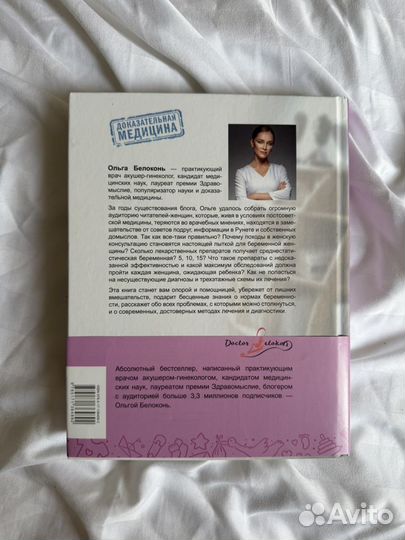 ДОКАЗАТЕЛЬНАЯ
МЕДИЦИНА
Ольга Белоконь — практикующий
врач акушер-гинеколог, кандидат меди-
цинских наук, лауреат премии Здраво-
мыслие, популяризатор науки и доказа-
тельной медицины.
За годы существования блога, Ольге удалось собрать огромную
аудиторию читателей-женщин, которые, живя в условиях постсовет-
ской медицины, теряются во врачебных мнениях, находятся в заме-
шательстве от советов подруг, информации в Рунете и собственных
домыслов. Так как все-таки правильно? Почему походы в женскую
консультацию становятся настоящей пыткой для беременной жен-
щины? Сколько лекарственных препаратов получает среднестати-
стическая беременная? 5, 10, 15? Что такое препараты с недока-
занной эффективностью и какой максимум обследований должна
пройти каждая женщина, ожидающая ребенка? Как не попасться
на несуществующие диагнозы и трехэтажные схемы их лечения?
Эта книга станет вам опорой и помощницей, убережет от лишних
вмешательств, подарит бесценные знания о нормах беременно-
сти, расскажет обо всех проблемах, с которыми можно столкнуться,
и о современных, достоверных методах лечения и диагностики.
Doctor Belokon
Абсолютный бестселлер, написанный практикующим
врачом акушером-гинекологом, кандидатом медицин-
ских наук, лауреатом премии Здравомыслие, блогером
с аудиторией больше 3,3 миллионов подписчиков —
Ольгой Белоконь.
Avito